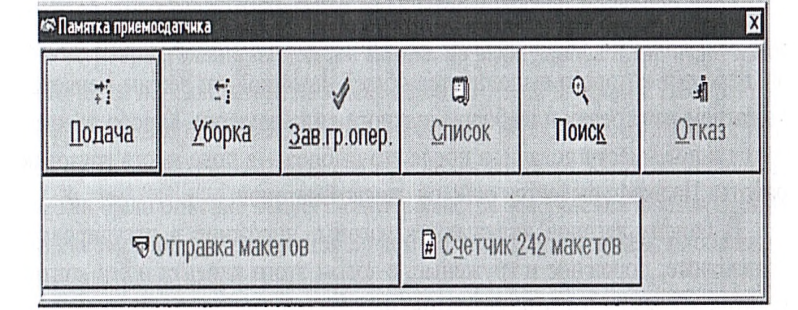 Памятка приемосдатчика
Подача Уборка Зав.гр.опер. Список Поиск Отказ
Отправка макетов Счетчик 242 макетов